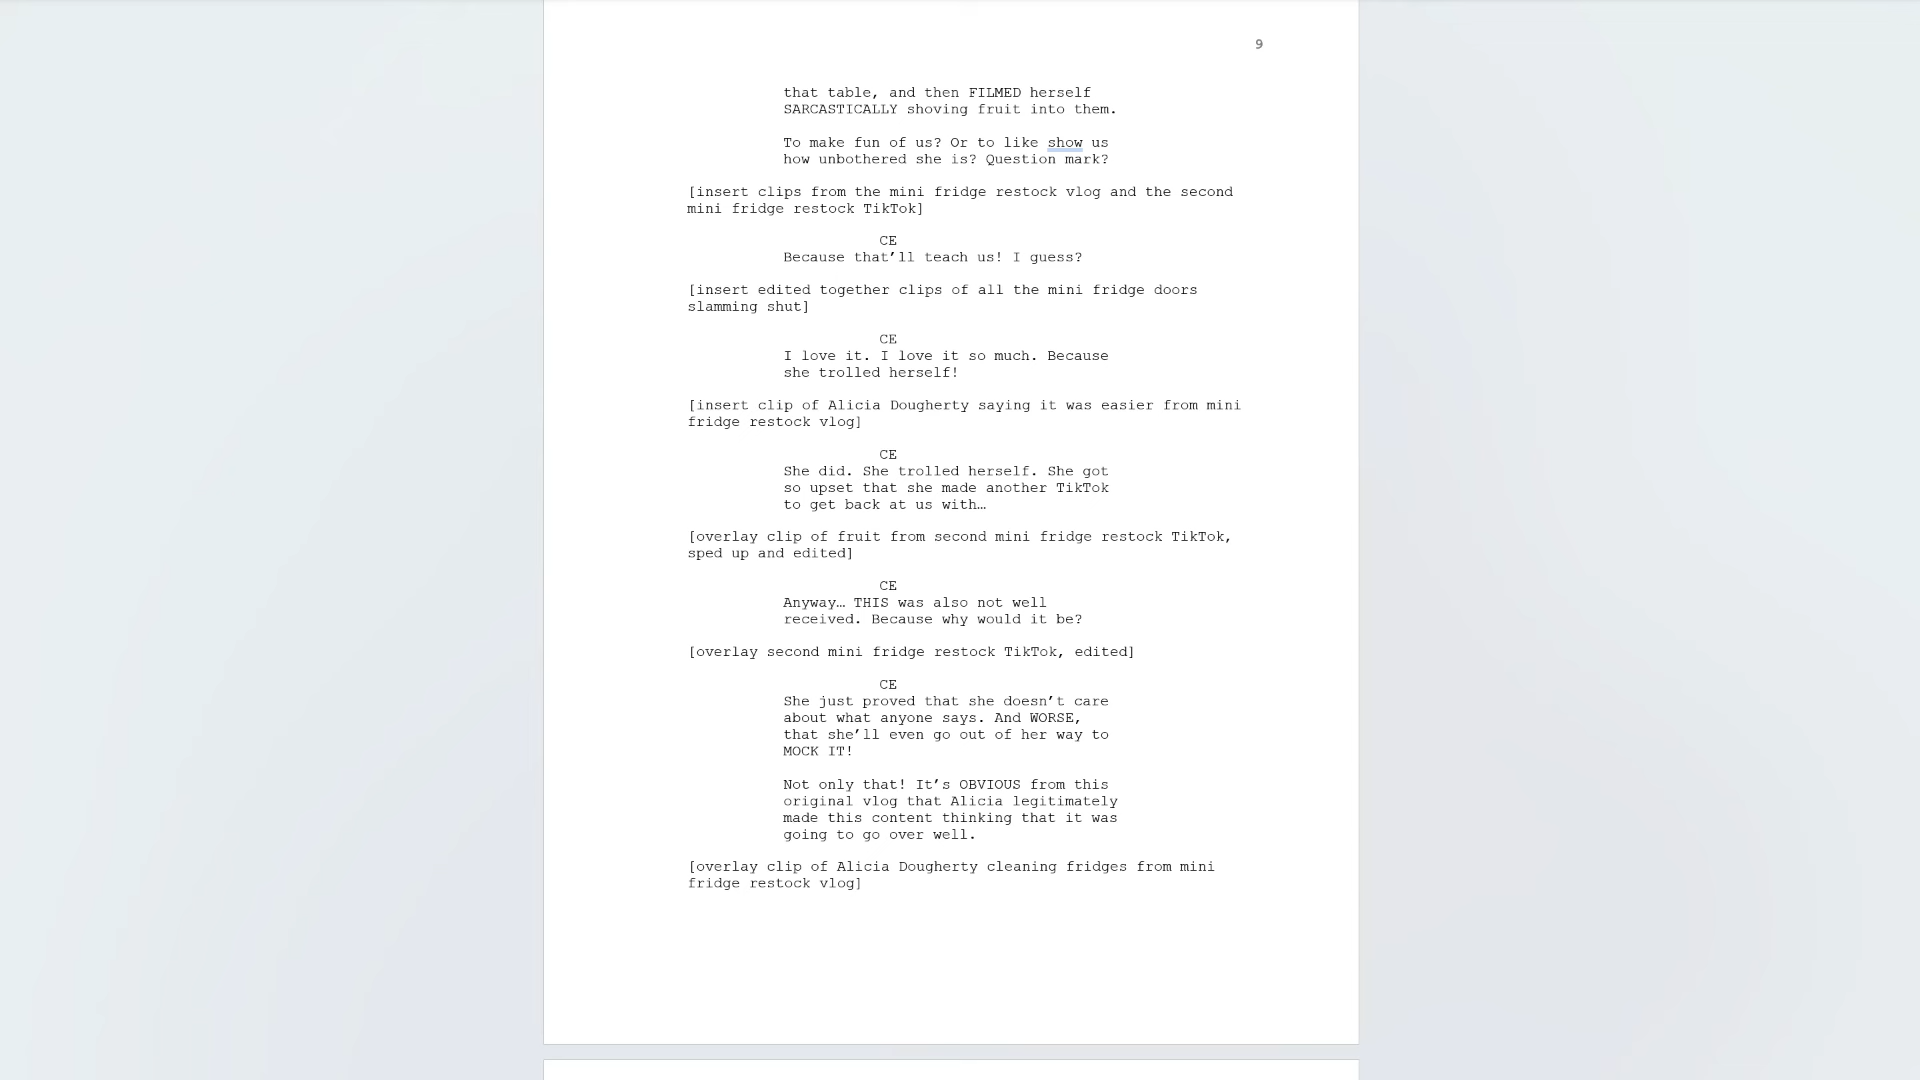 9
that table, and then FILMED herself
SARCASTICALLY shoving fruit into them.
To make fun of us? Or to like show us
how unbothered she is? Question mark?
[insert clips from the mini fridge restock vlog and the second
mini fridge restock TikTok]
CE
Because that’ll teach us! I guess?
[insert edited together clips of all the mini fridge doors
slamming shut]
CE
I love it. I love it so much. Because
she trolled herself!
[insert clip of Alicia Dougherty saying it was easier from mini
fridge restock vlog]
CE
She did. She trolled herself. She got
so upset that she made another TikTok
to get back at us with…
[overlay clip of fruit from second mini fridge restock TikTok,
sped up and edited]
CE
Anyway… THIS was also not well
received. Because why would it be?
[overlay second mini fridge restock TikTok, edited]
CE
She just proved that she doesn’t care
about what anyone says. And WORSE,
that she’ll even go out of her way to
MOCK IT!
Not only that! It’s OBVIOUS from this
original vlog that Alicia legitimately
made this content thinking that it was
going to go over well.
[overlay clip of Alicia Dougherty cleaning fridges from mini
fridge restock vlog]